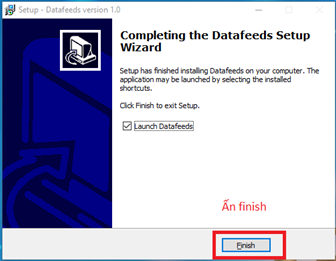 Setup - Datafeeds version 1.0
Completing the Datafeeds Setup
Wizard
Setup has finished installing Datafeeds on your computer. The
application may be launched by selecting the installed
shortcuts.
Click Finish to exit Setup.
Launch Datafeeds
Ấn finish
Finish